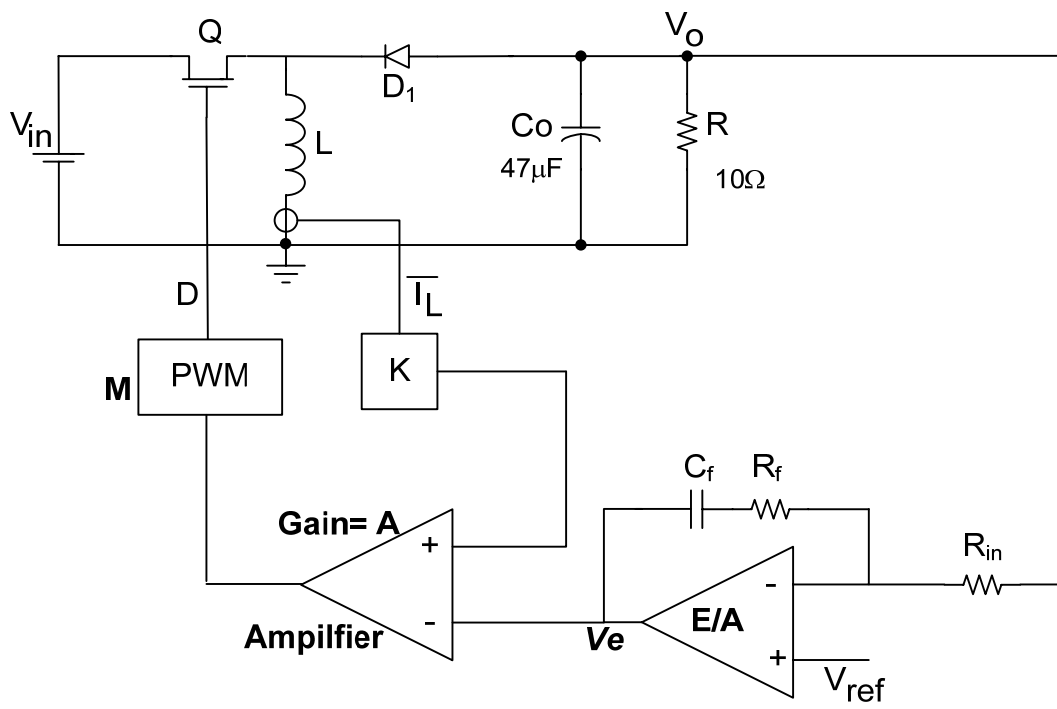 Q
Vo
D1
Vin
L
Co
47µF
R
10Ω
D
IL
M
PWM
K
Cf
Rf
Gain= A
+
-
Rin
-
E/A
+
Ampilfier
Ve
Vref